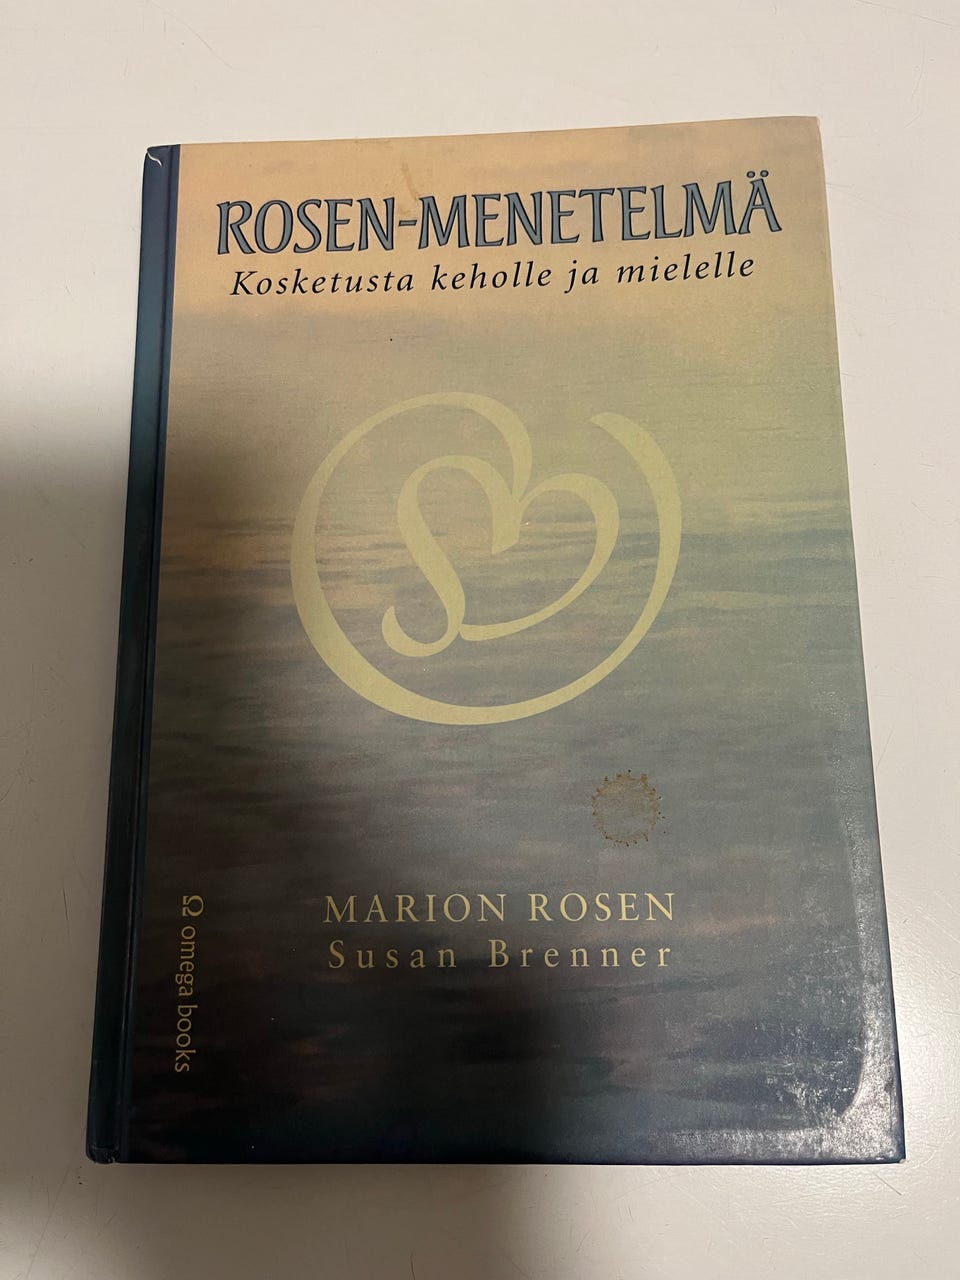 ROSEN-MENETELMÄ
Kosketusta keholle ja mielelle
MARION ROSEN
Susan Brenner
Ω omega books